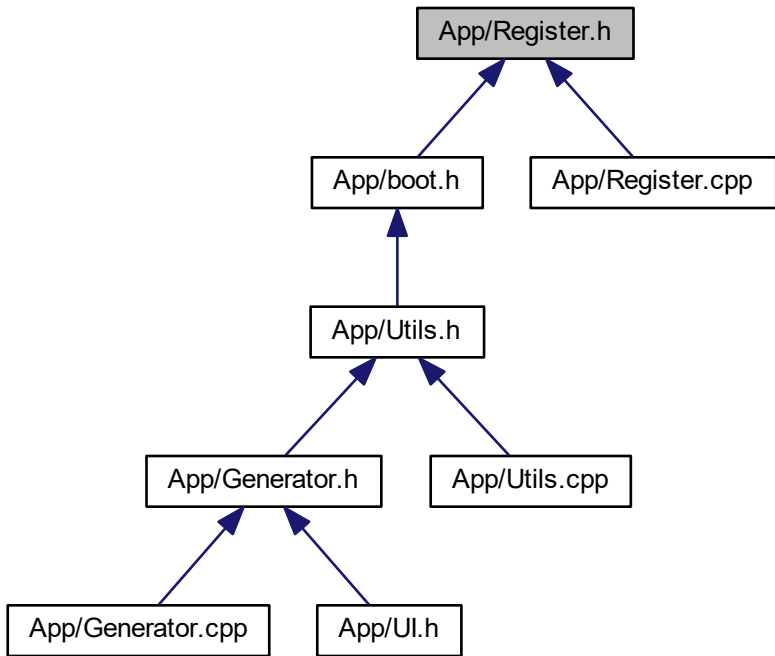 App/Register.h
App/boot.h
App/Register.cpp
App/Utils.h
App/Generator.h
App/Utils.cpp
App/Generator.cpp
App/UI.h